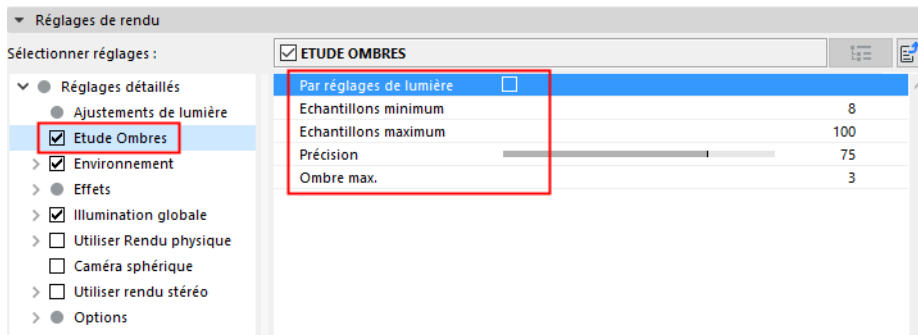 Réglages de rendu
Sélectionner réglages :
ETUDE OMBRES
Réglages détaillés
Ajustements de lumière
Etude Ombres
Environnement
Effets
Illumination globale
Utiliser Rendu physique
Caméra sphérique
Utiliser rendu stéréo
Options
Par réglages de lumière
Echantillons minimum 8
Echantillons maximum 100
Précision 75
Ombre max. 3